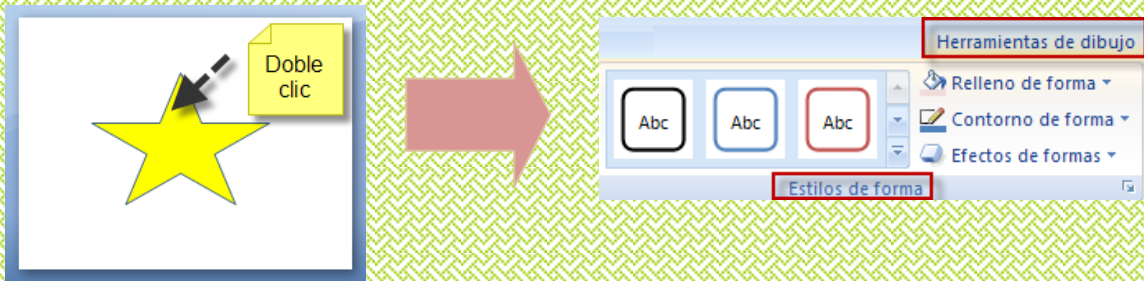 Doble
clic
Herramientas de dibujo
Abc
Abc
Abc
Relleno de forma
Contorno de forma
Efectos de formas
Estilos de forma